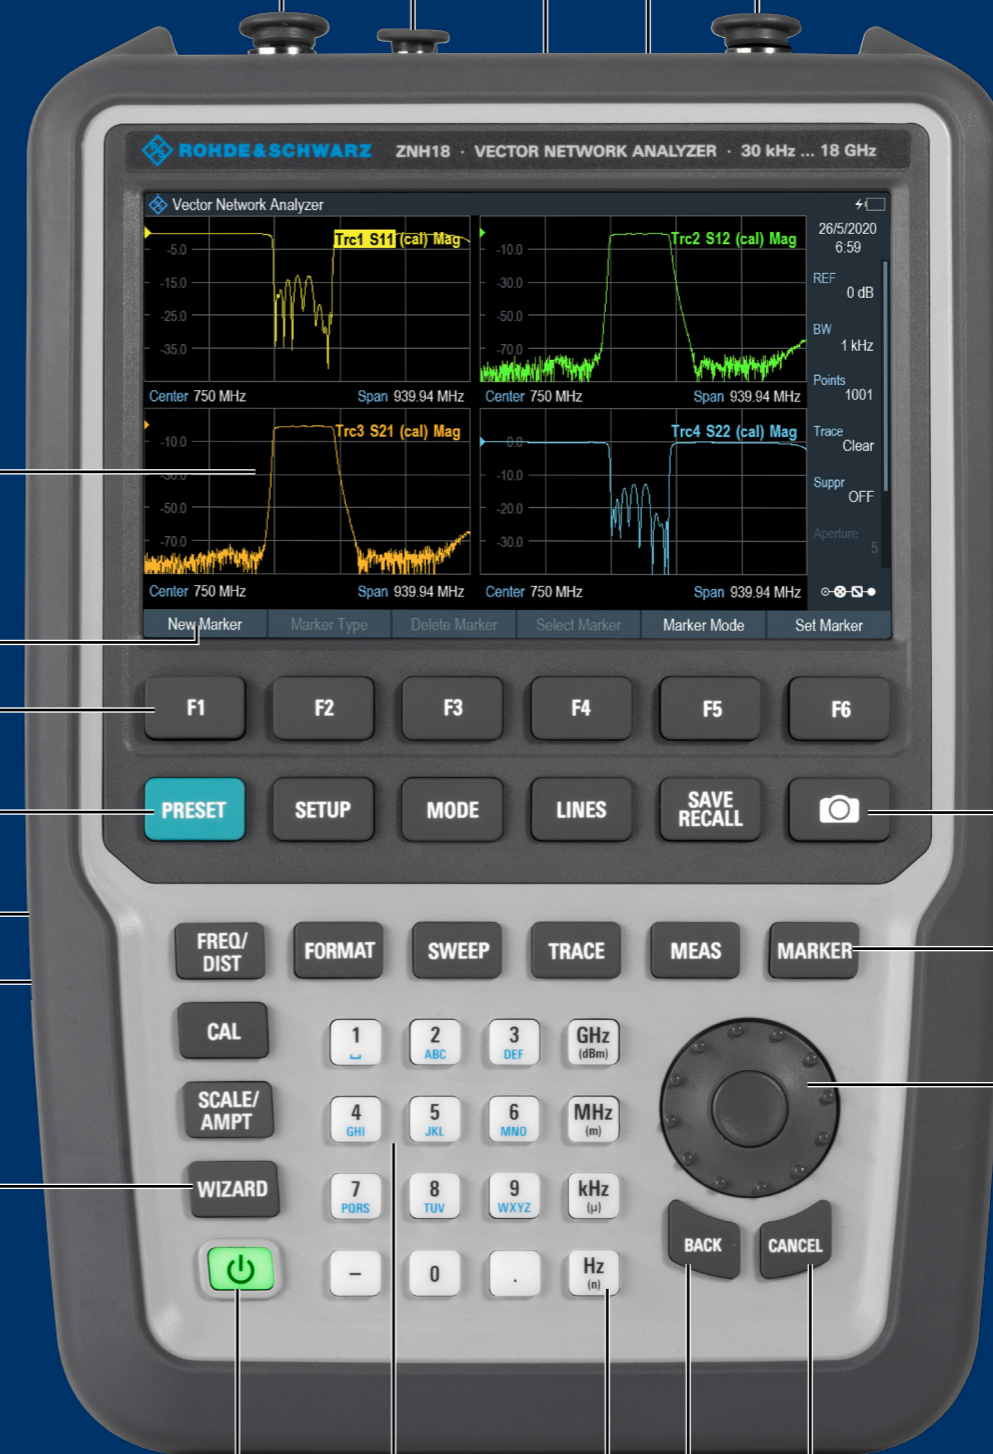 ROHDE&SCHWARZ ZNH18 · VECTOR NETWORK ANALYZER · 30 kHz ... 18 GHz
Vector Network Analyzer
26/5/2020
6:59
Trc1 S11 (cal) Mag
-5.0
-15.0
-25.0
-35.0
Center 750 MHz Span 939.94 MHz
Trc2 S12 (cal) Mag
-10.0
-30.0
-50.0
-70.0
Center 750 MHz Span 939.94 MHz
Trc3 S21 (cal) Mag
-10.0
-30.0
-50.0
-70.0
Center 750 MHz Span 939.94 MHz
Trc4 S22 (cal) Mag
0.0
-10.0
-20.0
-30.0
Center 750 MHz Span 939.94 MHz
REF
0 dB
BW
1 kHz
Points
1001
Trace
Clear
Suppr
OFF
Aperture
5
New Marker Marker Type Delete Marker Select Marker Marker Mode Set Marker
F1 F2 F3 F4 F5 F6
PRESET SETUP MODE LINES SAVE RECALL
FREQ/
DIST
FORMAT SWEEP TRACE MEAS MARKER
CAL
SCALE/
AMPT
WIZARD
1 2 3 GHz
ABC DEF (dBm)
4 5 6 MHz
GHI JKL MNO (m)
7 8 9 kHz
PQRS TUV WXYZ (µ)
– 0 . Hz
(n)
BACK CANCEL